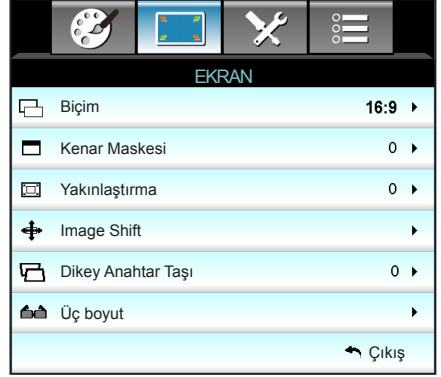 EKRAN
Biçim 16:9
Kenar Maskesi 0
Yakınlaştırma 0
Image Shift
Dikey Anahtar Taşı 0
Üç boyut
Çıkış